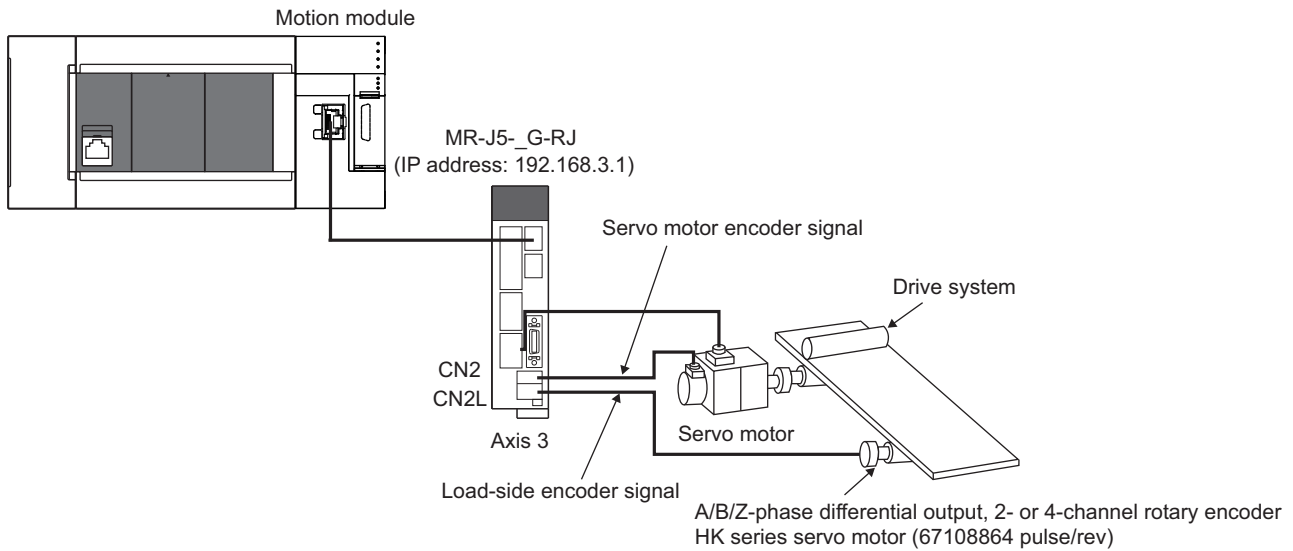 Motion module
MR-J5-_G-RJ
(IP address: 192.168.3.1)
Servo motor encoder signal
Drive system
CN2
CN2L
Axis 3
Servo motor
Load-side encoder signal
A/B/Z-phase differential output, 2- or 4-channel rotary encoder
HK series servo motor (67108864 pulse/rev)